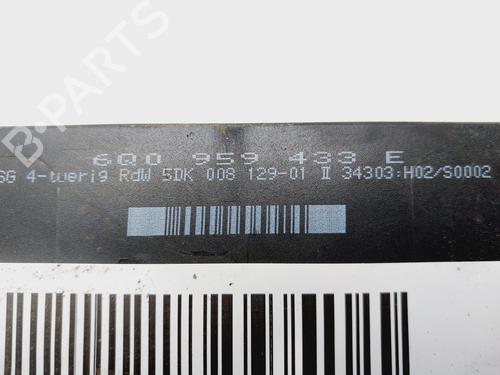 6Q0 959 433 E
SG 4-tuerig RdW 5DK 008 129-01 II 34303:H02/S0002
B-Parts